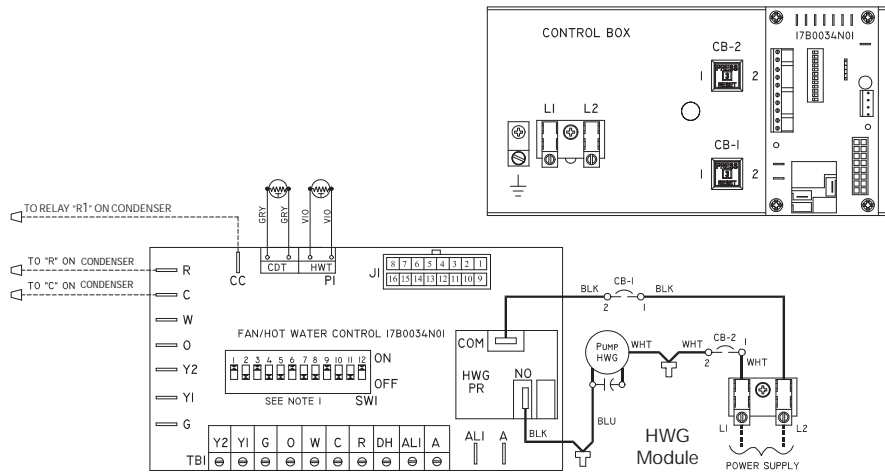 CONTROL BOX
17B0034N01
CB-2
1
PRESS
RESET
2
L1
L2
CB-1
1
PRESS
RESET
2
TO RELAY "R1" ON CONDENSER
TO "R" ON CONDENSER
TO "C" ON CONDENSER
GRY
GRY
VIO
VIO
CC
CDT
HWT
P1
J1
8 7 6 5 4 3 2 1
16 15 14 13 12 11 10 9
R
C
W
O
Y2
Y1
G
FAN/HOT WATER CONTROL 17B0034N01
1 2 3 4 5 6 7 8 9 10 11 12
ON
OFF
SEE NOTE 1
SW1
COM
HWG
PR
NO
BLK
CB-1
BLK
2
1
PUMP
HWG
WHT
WHT
CB-2
2
1
WHT
BLU
BLK
HWG
Module
L1
L2
POWER SUPPLY
TB1
Y2 Y1 G O W C R DH AL1 A
AL1
A